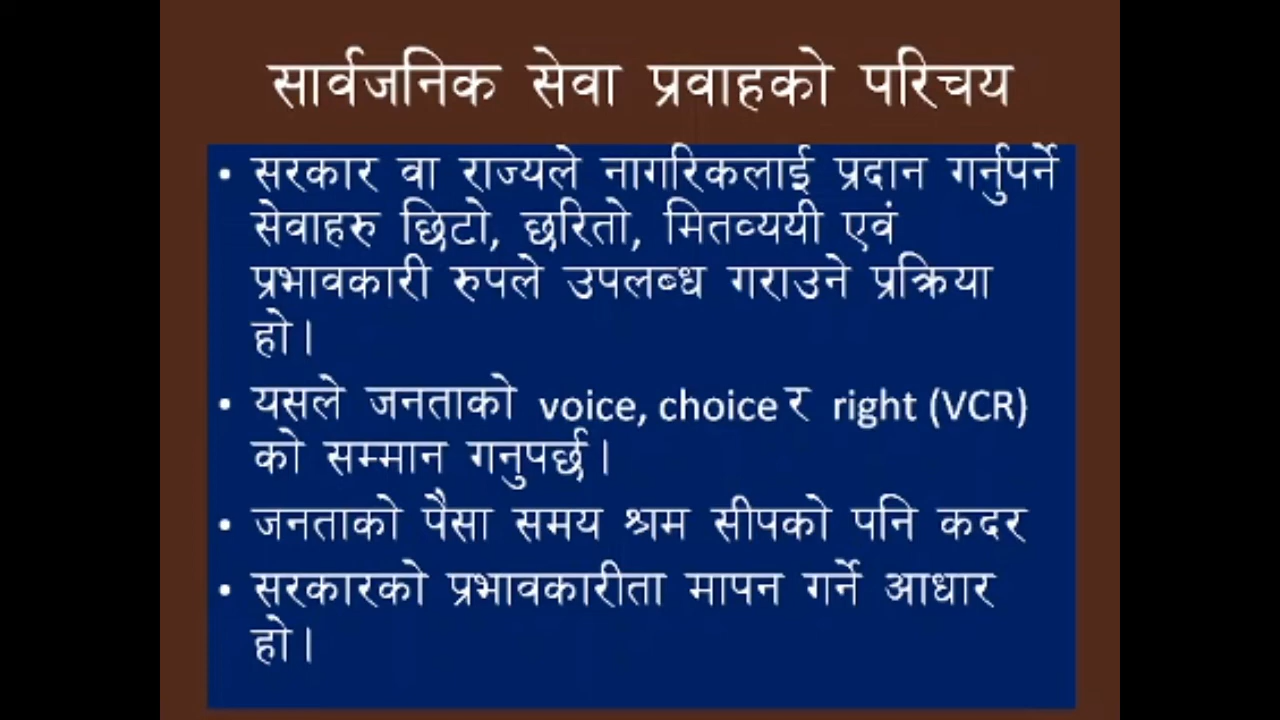 सार्वजनिक सेवा प्रवाहको परिचय
• सरकार वा राज्यले नागरिकलाई प्रदान गर्नुपर्ने
सेवाहरु छिटो, छरितो, मितव्ययी एवं
प्रभावकारी रुपले उपलब्ध गराउने प्रक्रिया
हो।
• यसले जनताको voice, choice र right (VCR)
को सम्मान गनुपर्छ।
• जनताको पैसा समय श्रम सीपको पनि कदर
• सरकारको प्रभावकारीता मापन गर्ने आधार
हो।